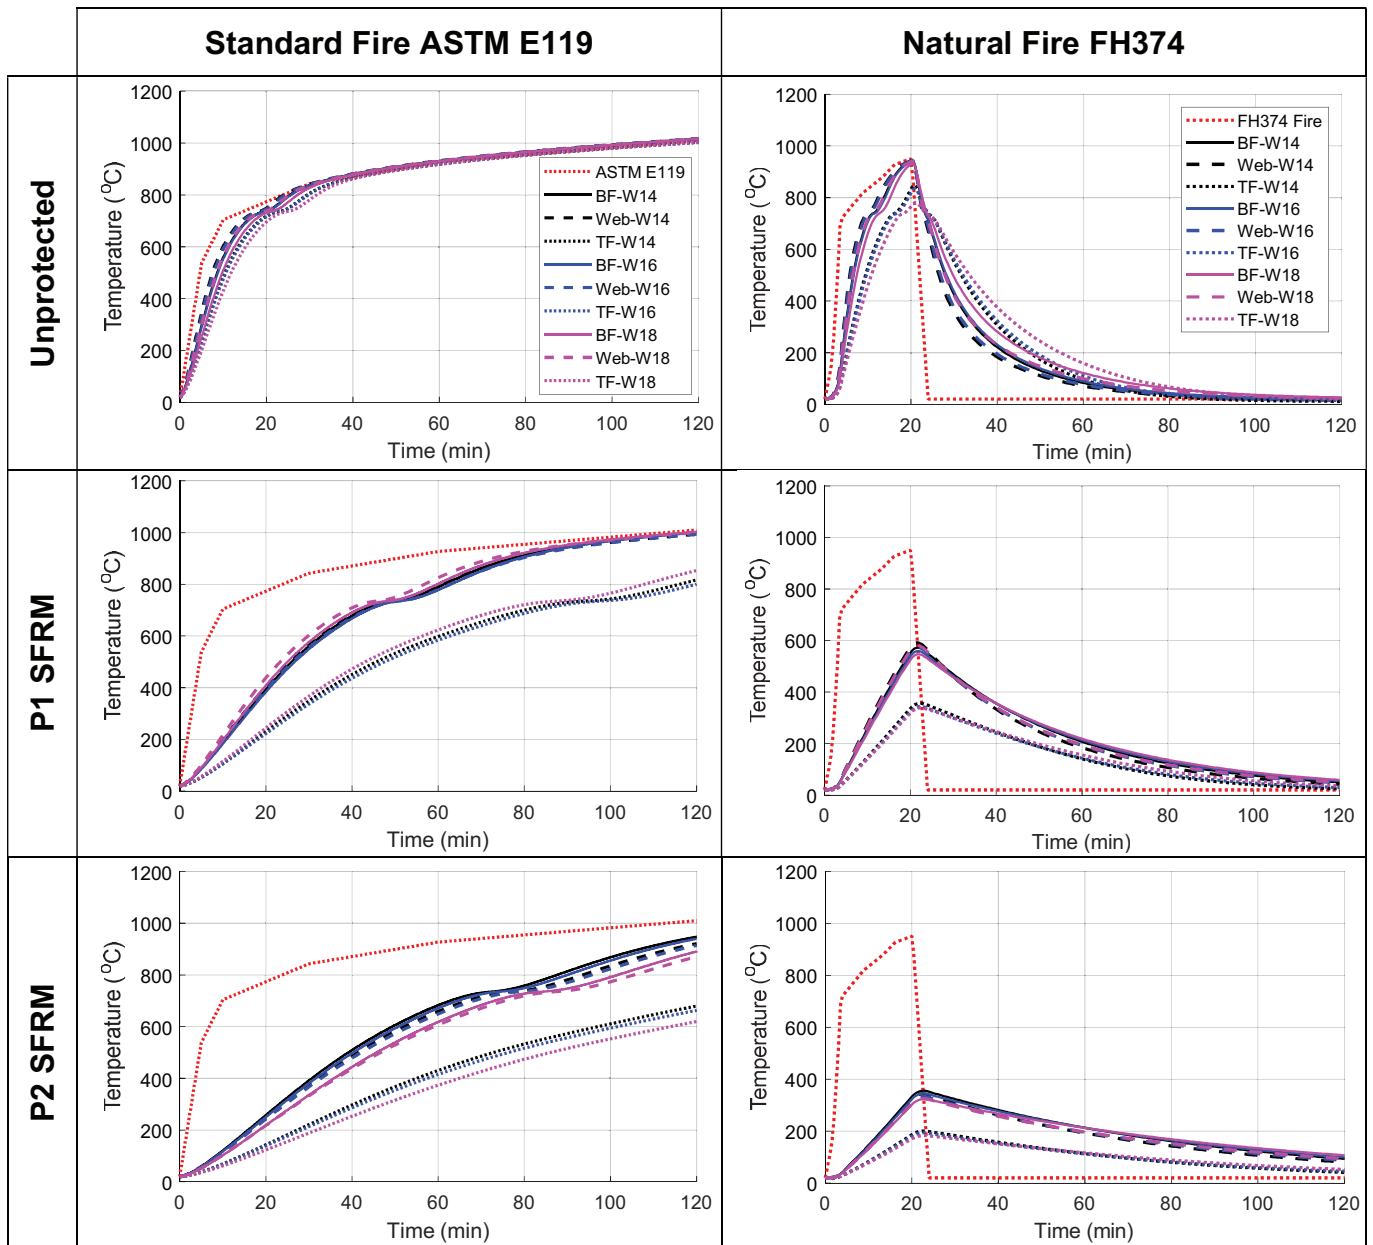 Standard Fire ASTM E119
Natural Fire FH374
Unprotected
1200
1000
800
600
400
200
0
Temperature (°C)
0 20 40 60 80 100 120
Time (min)
ASTM E119
BF-W14
Web-W14
TF-W14
BF-W16
Web-W16
TF-W16
BF-W18
Web-W18
TF-W18
1200
1000
800
600
400
200
0
Temperature (°C)
0 20 40 60 80 100 120
Time (min)
FH374 Fire
BF-W14
Web-W14
TF-W14
BF-W16
Web-W16
TF-W16
BF-W18
Web-W18
TF-W18
P1 SFRM
1200
1000
800
600
400
200
0
Temperature (°C)
0 20 40 60 80 100 120
Time (min)
1200
1000
800
600
400
200
0
Temperature (°C)
0 20 40 60 80 100 120
Time (min)
P2 SFRM
1200
1000
800
600
400
200
0
Temperature (°C)
0 20 40 60 80 100 120
Time (min)
1200
1000
800
600
400
200
0
Temperature (°C)
0 20 40 60 80 100 120
Time (min)